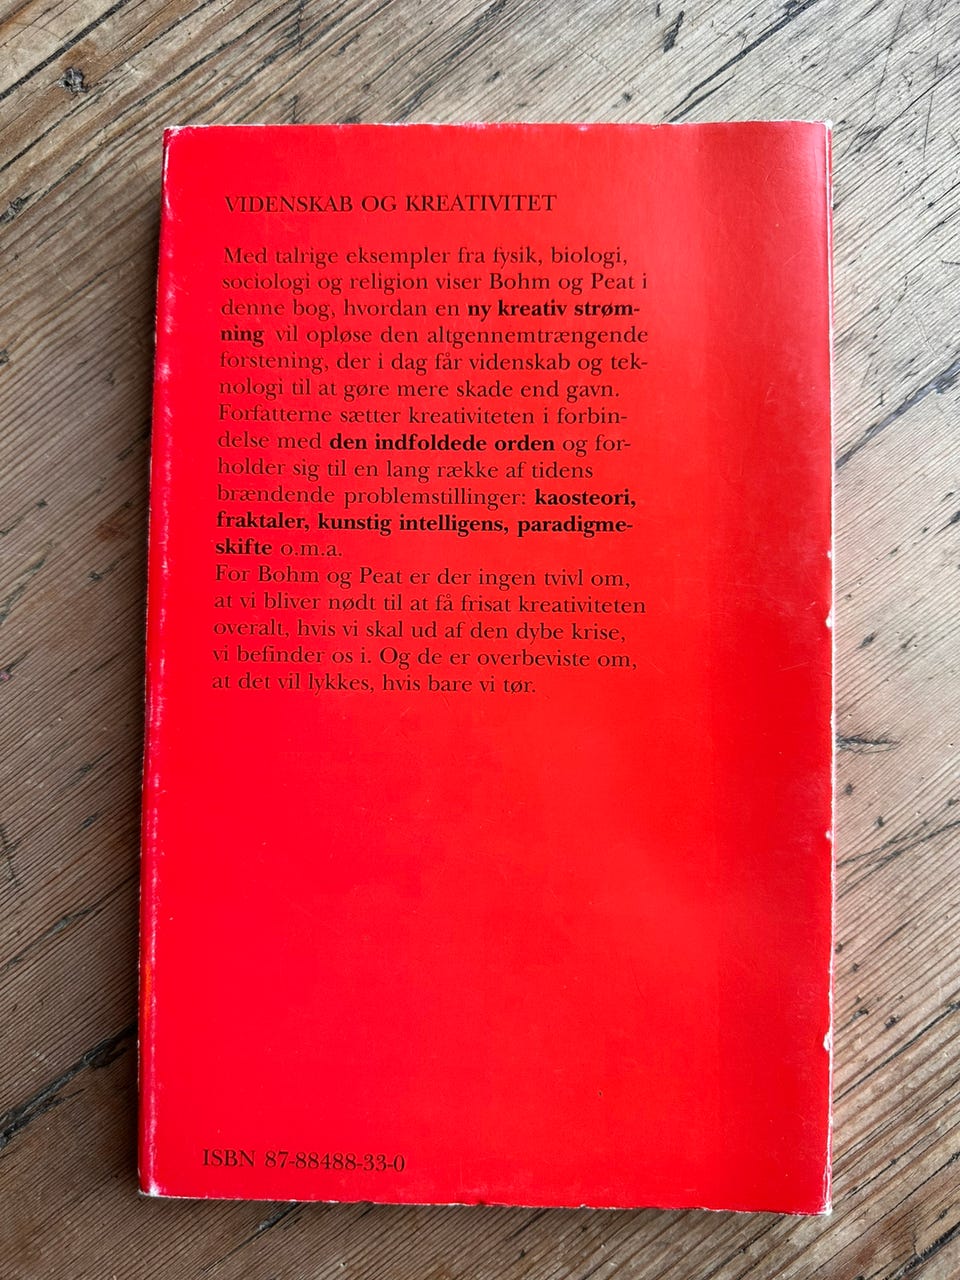 VIDENSKAB OG KREATIVITET
Med talrige eksempler fra fysik, biologi,
sociologi og religion viser Bohm og Peat i
denne bog, hvordan en ny kreativ strøm-
ning vil opløse den altgennemtrængende
forstening, der i dag får videnskab og tek-
nologi til at gøre mere skade end gavn.
Forfatterne sætter kreativiteten i forbin-
delse med den indfoldede orden og for-
holder sig til en lang række af tidens
brændende problemstillinger: kaosteori,
fraktaler, kunstig intelligens, paradigme-
skifte o.m.a.
For Bohm og Peat er der ingen tvivl om,
at vi bliver nødt til at få frisat kreativiteten
overalt, hvis vi skal ud af den dybe krise,
vi befinder os i. Og de er overbeviste om,
at det vil lykkes, hvis bare vi tør.
ISBN 87-88488-33-0